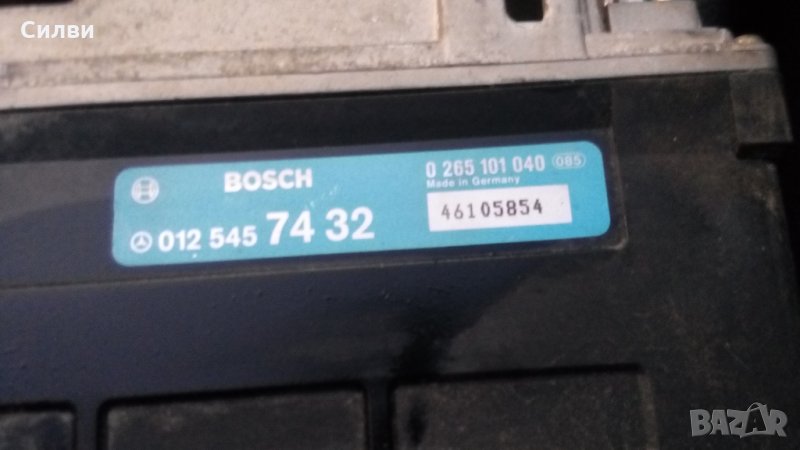 Силви
BOSCH
0 265 101 040 085
Made in Germany
012 545 74 32
46105854
BAZAR